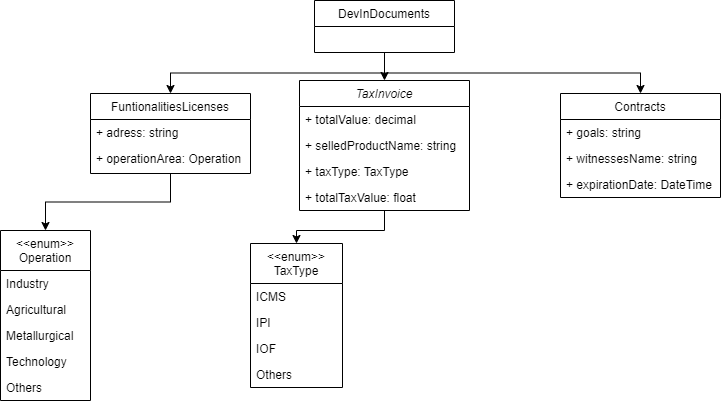 DevInDocuments
FuntionalitiesLicenses
+ adress: string
+ operationArea: Operation
TaxInvoice
+ totalValue: decimal
+ selledProductName: string
+ taxType: TaxType
+ totalTaxValue: float
Contracts
+ goals: string
+ witnessesName: string
+ expirationDate: DateTime
<<enum>>
Operation
Industry
Agricultural
Metallurgical
Technology
Others
<<enum>>
TaxType
ICMS
IPI
IOF
Others